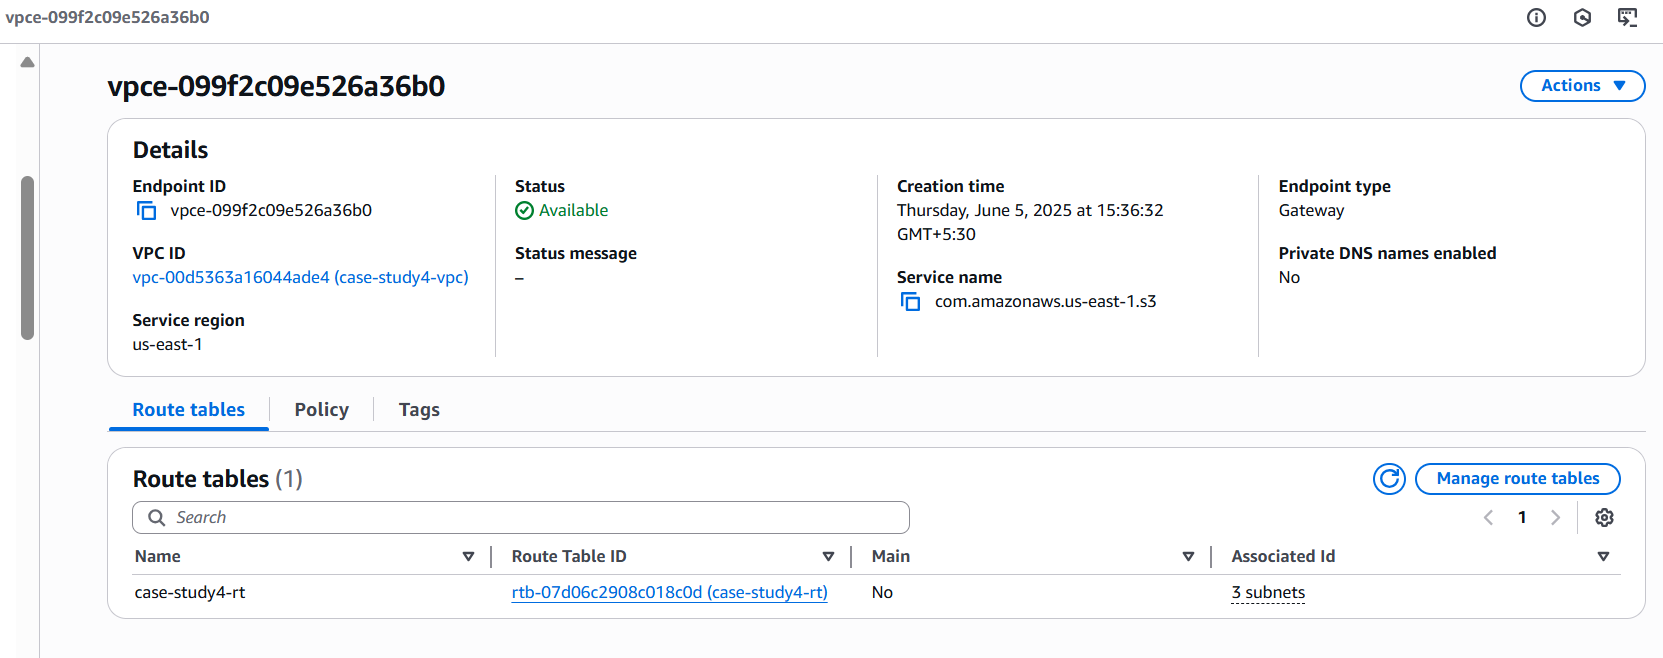 vpce-099f2c09e526a36b0
vpce-099f2c09e526a36b0
Actions
Details
Endpoint ID
vpce-099f2c09e526a36b0
VPC ID
vpc-00d5363a16044ade4 (case-study4-vpc)
Service region
us-east-1
Status
Available
Status message
–
Creation time
Thursday, June 5, 2025 at 15:36:32
GMT+5:30
Service name
com.amazonaws.us-east-1.s3
Endpoint type
Gateway
Private DNS names enabled
No
Route tables
Policy
Tags
Route tables (1)
Manage route tables
Search
1
Name Route Table ID Main Associated Id
case-study4-rt rtb-07d06c2908c018c0d (case-study4-rt) No 3 subnets